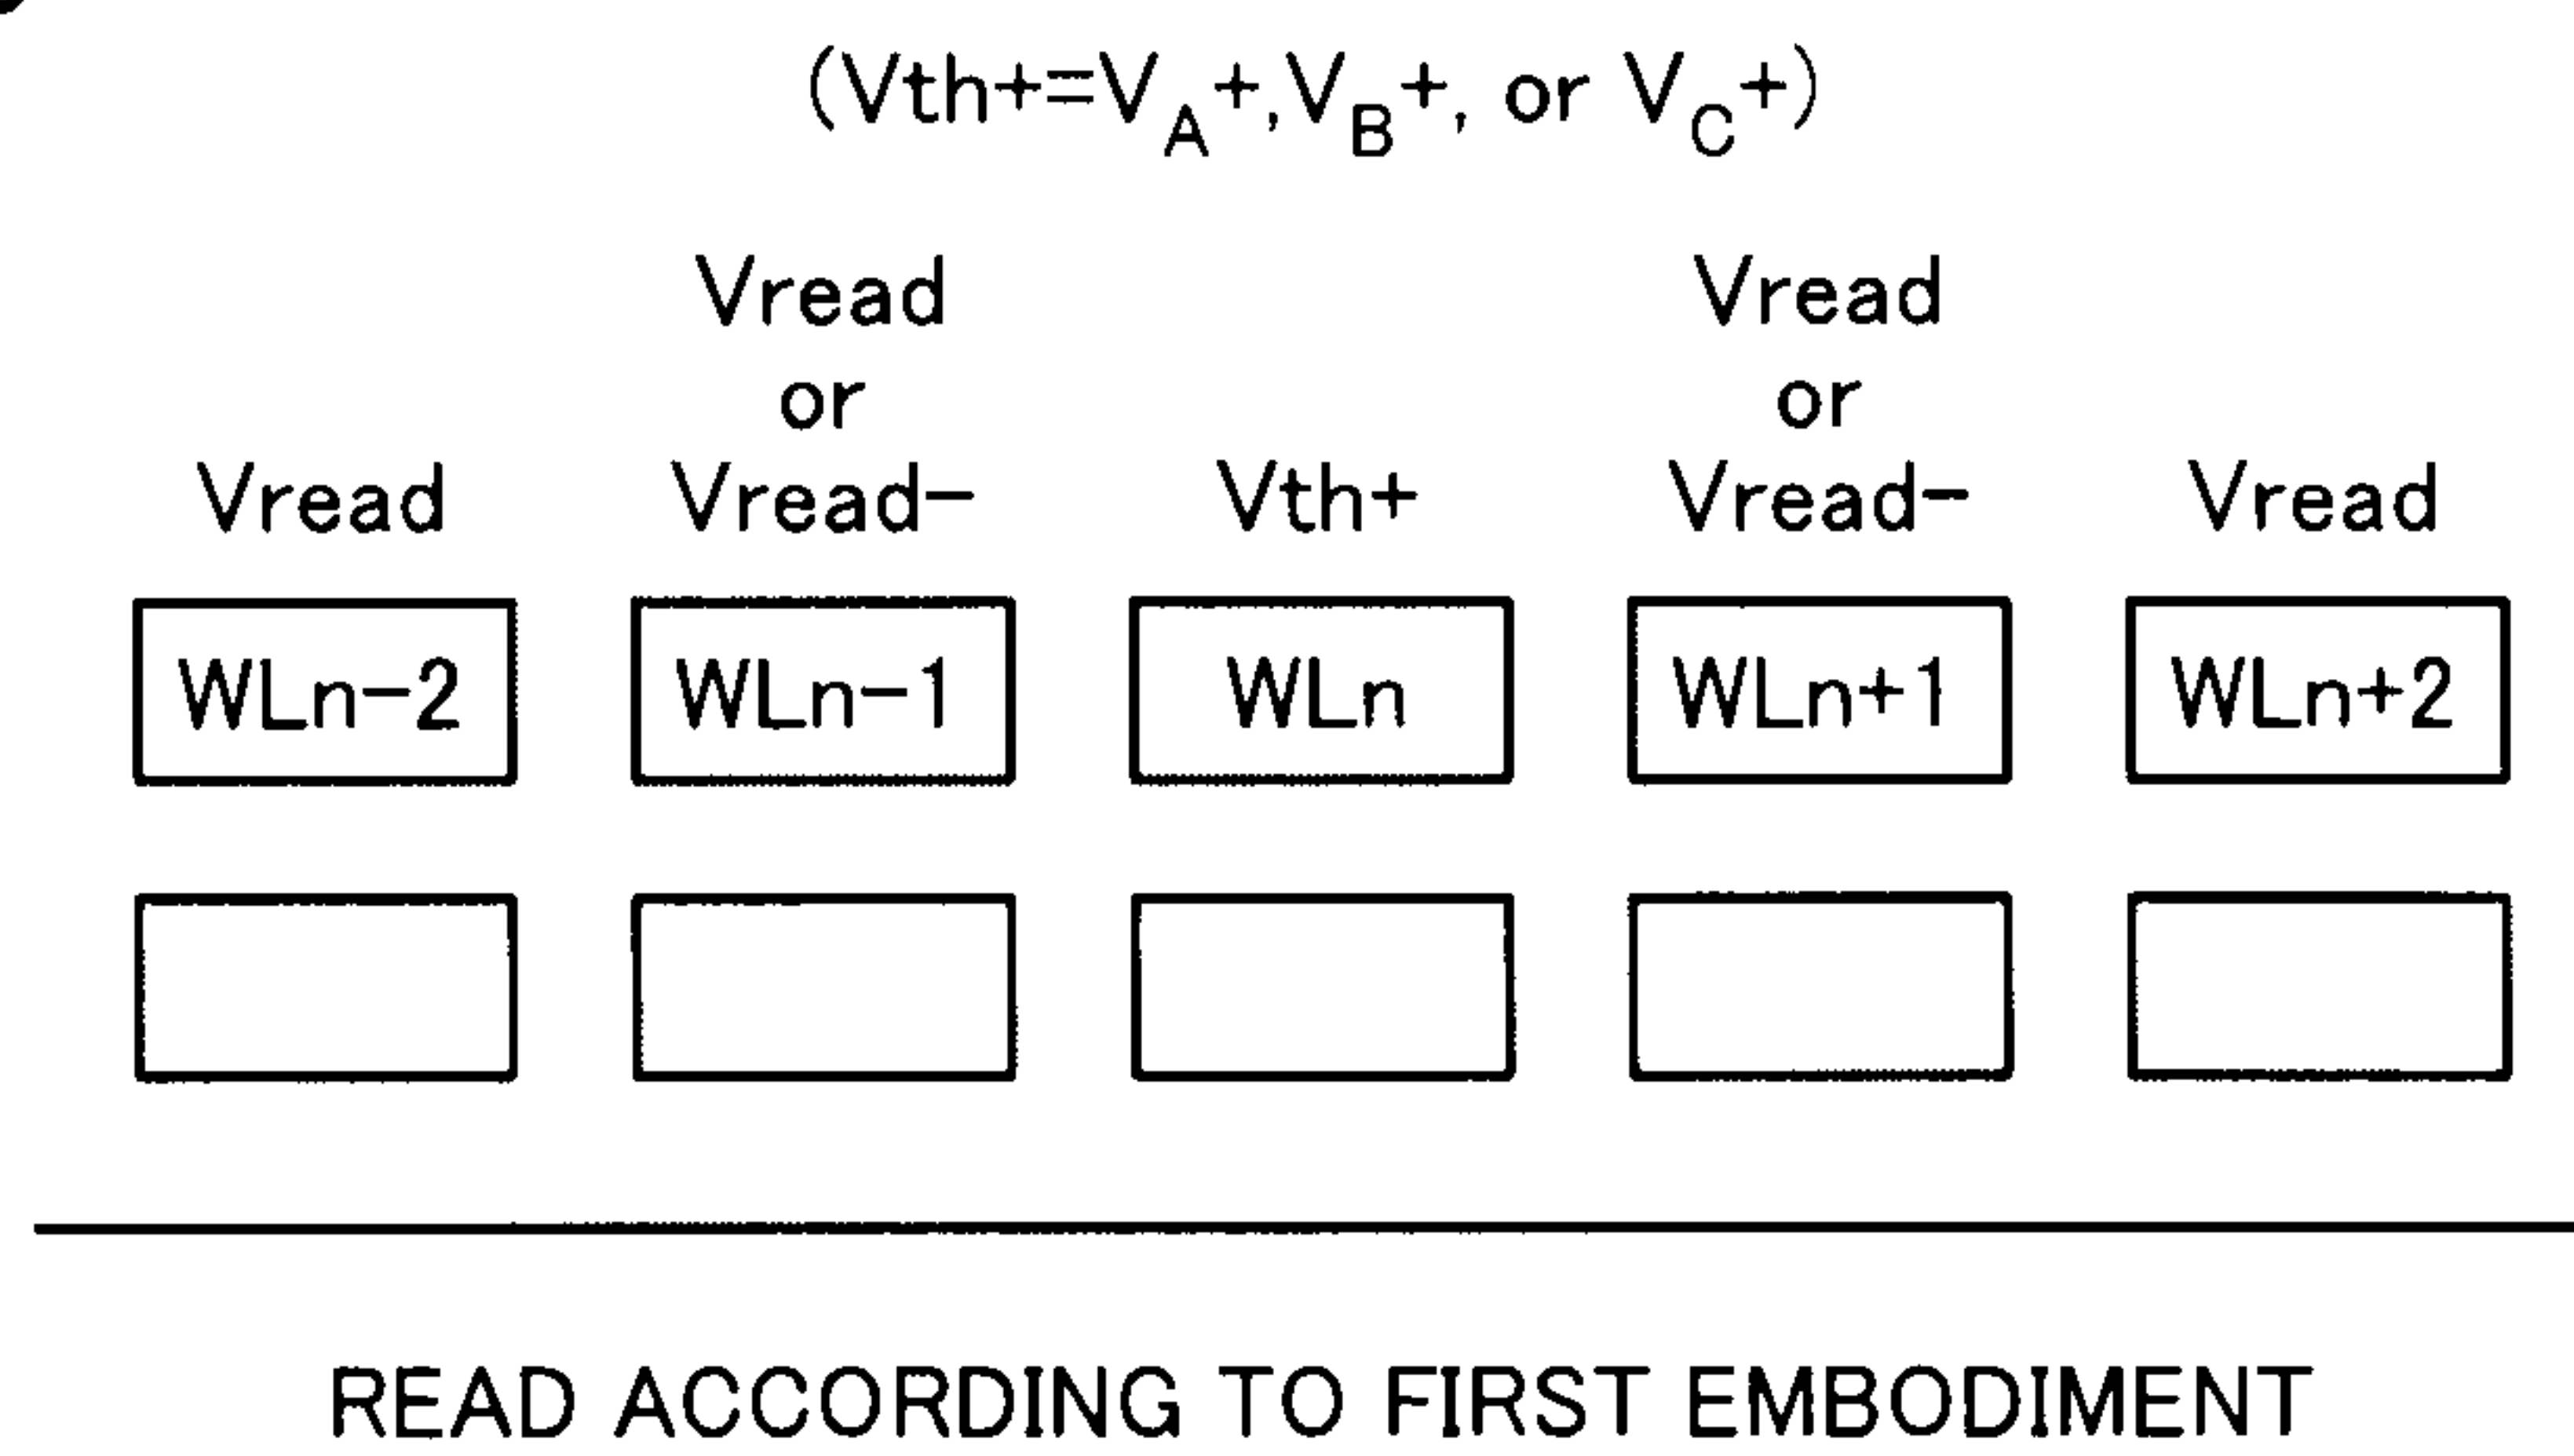 (Vth+=VA+,VB+, or VC+)
Vread Vread
or or
Vread Vread- Vth+ Vread- Vread
WLn-2 WLn-1 WLn WLn+1 WLn+2
READ ACCORDING TO FIRST EMBODIMENT